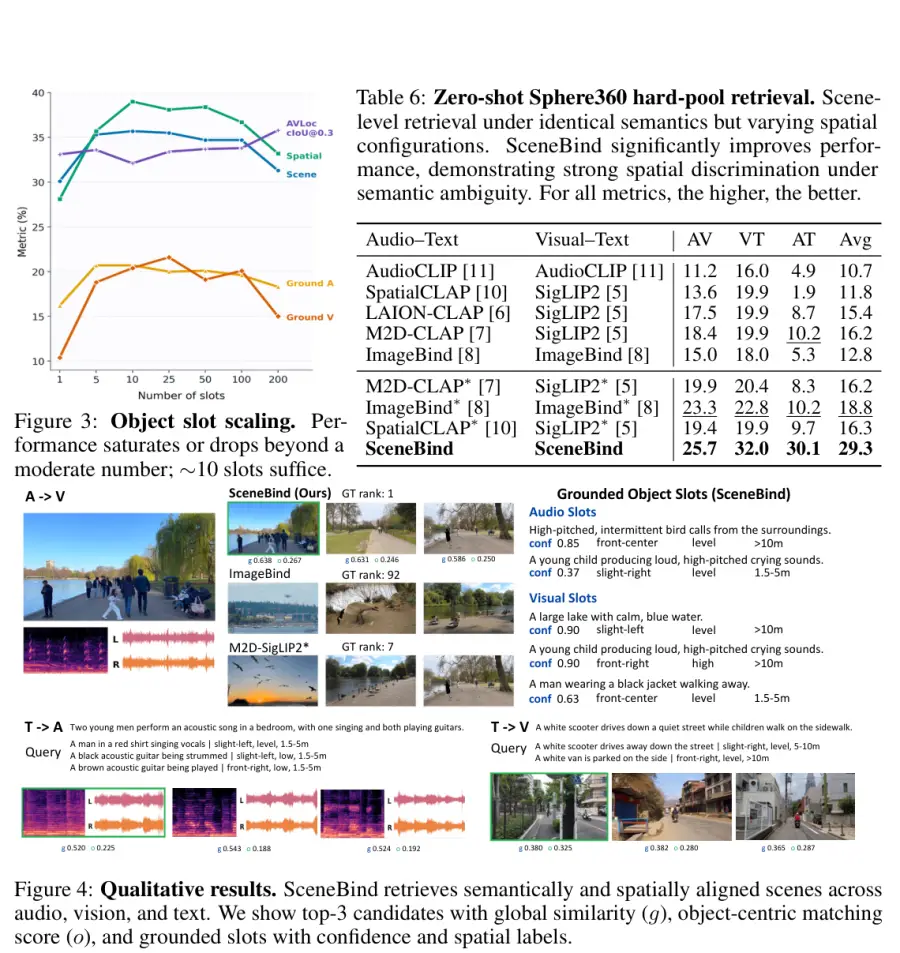 40
35
30
25
20
15
10
Metric (%)
AVLoc
cIoU@0.3
Spatial
Scene
Ground A
Ground V
1 5 10 25 50 100 200
Number of slots
Figure 3: Object slot scaling. Per-
formance saturates or drops beyond a
moderate number; ~10 slots suffice.
Table 6: Zero-shot Sphere360 hard-pool retrieval. Scene-
level retrieval under identical semantics but varying spatial
configurations. SceneBind significantly improves perfor-
mance, demonstrating strong spatial discrimination under
semantic ambiguity. For all metrics, the higher, the better.
Audio–Text Visual–Text AV VT AT Avg
AudioCLIP [11] AudioCLIP [11] 11.2 16.0 4.9 10.7
SpatialCLAP [10] SigLIP2 [5] 13.6 19.9 1.9 11.8
LAION-CLAP [6] SigLIP2 [5] 17.5 19.9 8.7 15.4
M2D-CLAP [7] SigLIP2 [5] 18.4 19.9 10.2 16.2
ImageBind [8] ImageBind [8] 15.0 18.0 5.3 12.8
M2D-CLAP* [7] SigLIP2* [5] 19.9 20.4 8.3 16.2
ImageBind* [8] ImageBind* [8] 23.3 22.8 10.2 18.8
SpatialCLAP* [10] SigLIP2* [5] 19.4 19.9 9.7 16.3
SceneBind SceneBind 25.7 32.0 30.1 29.3
A -> V
L
R
SceneBind (Ours) GT rank: 1
g 0.638 o 0.267 g 0.631 o 0.246 g 0.586 o 0.250
ImageBind GT rank: 92
M2D-SigLIP2* GT rank: 7
Grounded Object Slots (SceneBind)
Audio Slots
High-pitched, intermittent bird calls from the surroundings.
conf 0.85 front-center level >10m
A young child producing loud, high-pitched crying sounds.
conf 0.37 slight-right level 1.5-5m
Visual Slots
A large lake with calm, blue water.
conf 0.90 slight-left level >10m
A young child producing loud, high-pitched crying sounds.
conf 0.90 front-right high >10m
A man wearing a black jacket walking away.
conf 0.63 front-center level 1.5-5m
T -> A Two young men perform an acoustic song in a bedroom, with one singing and both playing guitars.
Query A man in a red shirt singing vocals | slight-left, level, 1.5-5m
A black acoustic guitar being strummed | slight-left, low, 1.5-5m
A brown acoustic guitar being played | front-right, low, 1.5-5m
L L L
R R R
g 0.520 o 0.225 g 0.543 o 0.188 g 0.524 o 0.192
T -> V A white scooter drives down a quiet street while children walk on the sidewalk.
Query A white scooter drives away down the street | slight-right, level, 5-10m
A white van is parked on the side | front-right, level, >10m
g 0.380 o 0.325 g 0.382 o 0.280 g 0.365 o 0.287
Figure 4: Qualitative results. SceneBind retrieves semantically and spatially aligned scenes across
audio, vision, and text. We show top-3 candidates with global similarity (g), object-centric matching
score (o), and grounded slots with confidence and spatial labels.